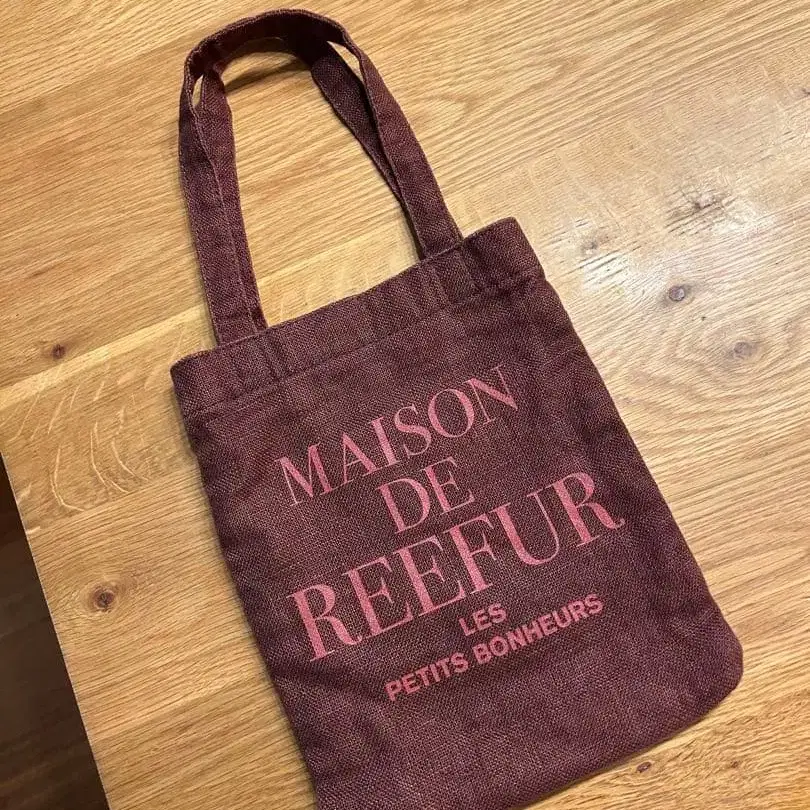 MAISON
DE
REEFUR
LES
PETITS BONHEURS